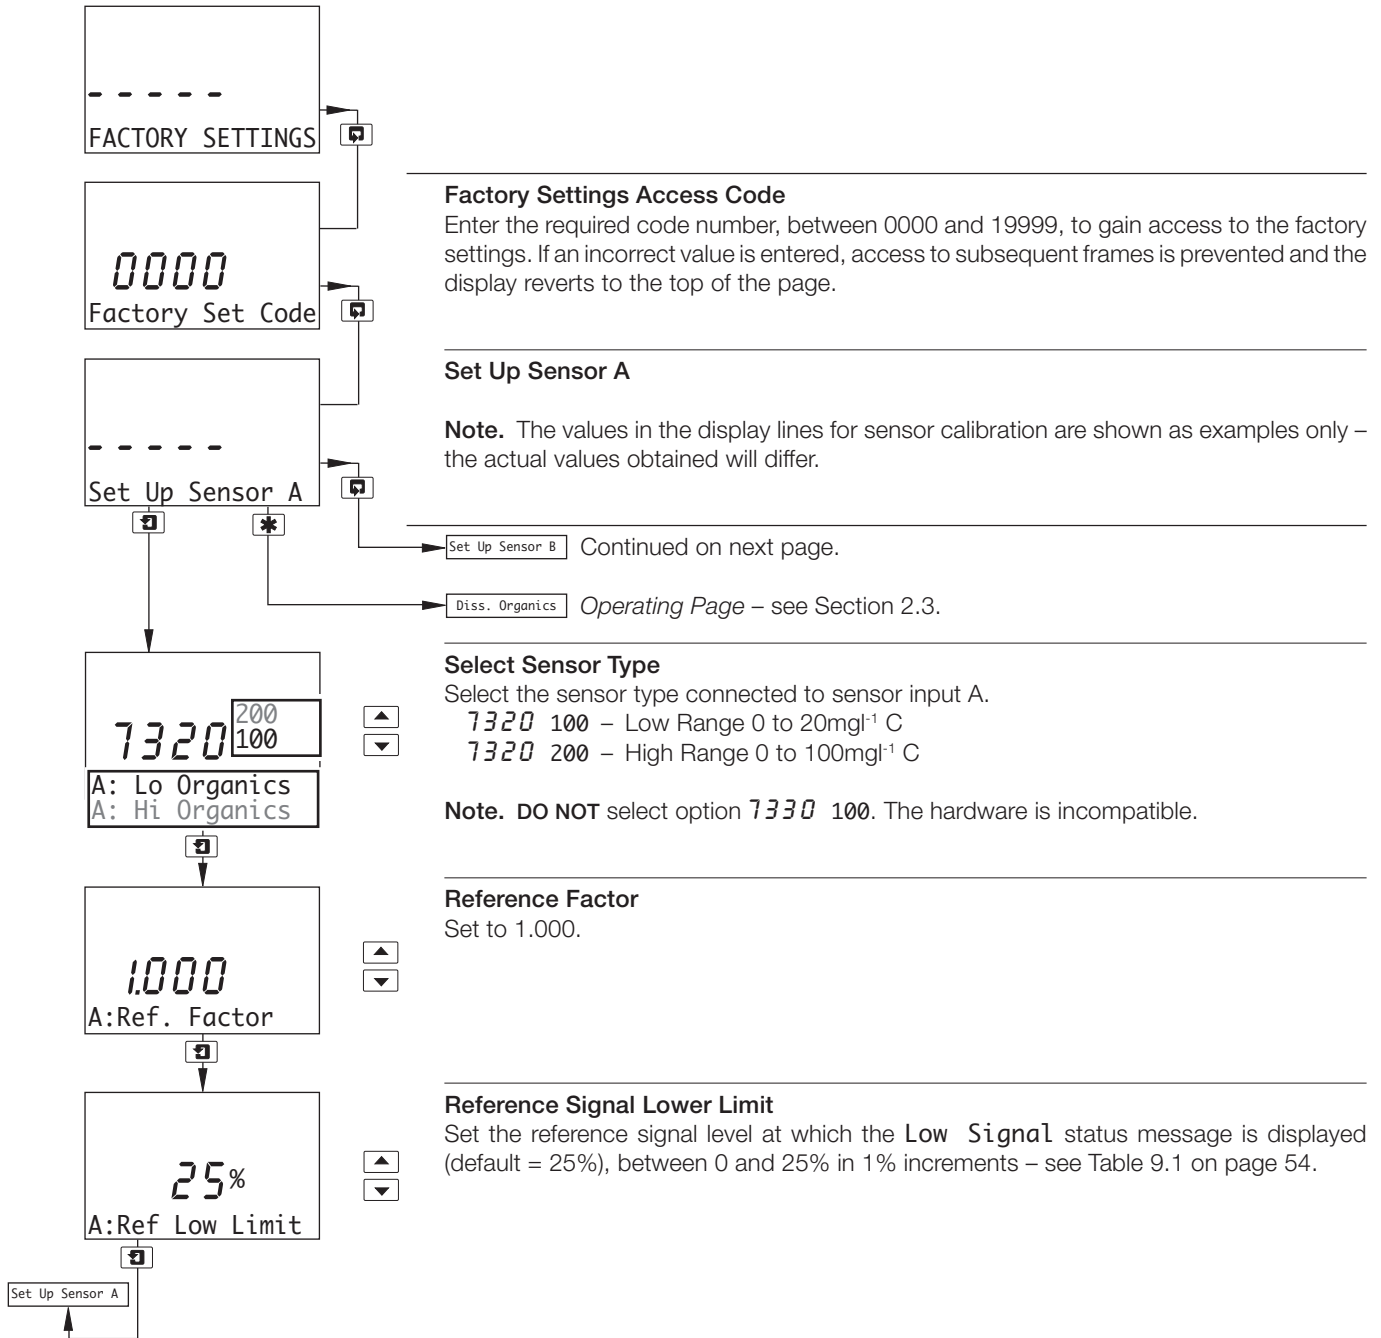 - - - - -
FACTORY SETTINGS
Factory Settings Access Code
Enter the required code number, between 0000 and 19999, to gain access to the factory
settings. If an incorrect value is entered, access to subsequent frames is prevented and the
display reverts to the top of the page.
0000
Factory Set Code
Set Up Sensor A
Note. The values in the display lines for sensor calibration are shown as examples only –
the actual values obtained will differ.
- - - - -
Set Up Sensor A
Set Up Sensor B Continued on next page.
Diss. Organics Operating Page – see Section 2.3.
Select Sensor Type
Select the sensor type connected to sensor input A.
7320 100 – Low Range 0 to 20mgl-1 C
7320 200 – High Range 0 to 100mgl-1 C
Note. DO NOT select option 7330 100. The hardware is incompatible.
200
7320 100
A: Lo Organics
A: Hi Organics
Reference Factor
Set to 1.000.
1.000
A:Ref. Factor
Reference Signal Lower Limit
Set the reference signal level at which the Low Signal status message is displayed
(default = 25%), between 0 and 25% in 1% increments – see Table 9.1 on page 54.
25%
A:Ref Low Limit
Set Up Sensor A